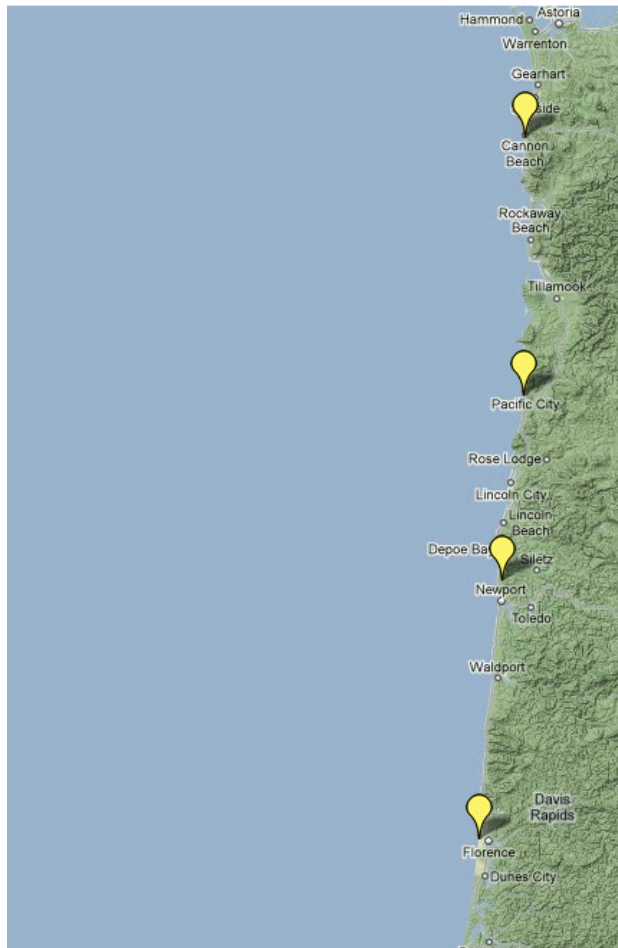 Astoria
Hammond
Warrenton
Gearhart
Cannon
Beach
Rockaway
Beach
Tillamook
Pacific City
Rose Lodge
Lincoln City
Lincoln
Beach
Depoe
Siletz
Newport
Toledo
Waldport
Davis
Rapids
Florence
Dunes City